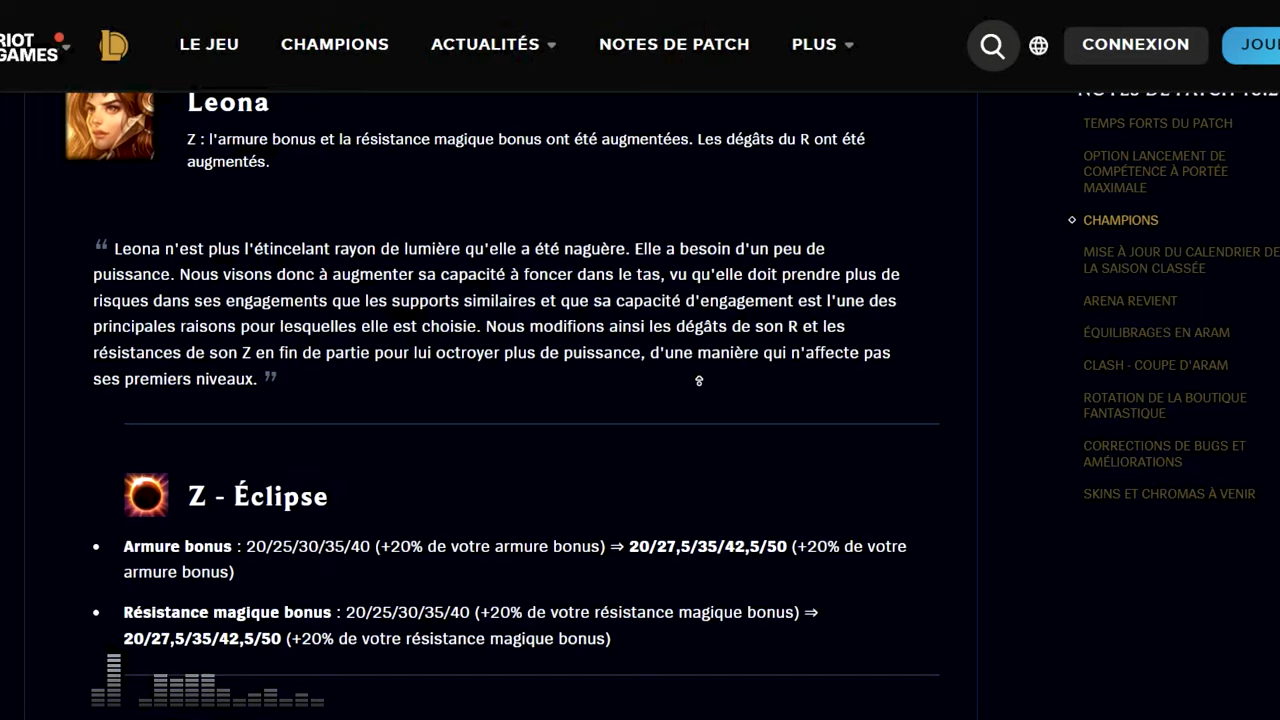 RIOT
GAMES
LE JEU
CHAMPIONS
ACTUALITÉS
NOTES DE PATCH
PLUS
CONNEXION
Leona
Z : l'armure bonus et la résistance magique bonus ont été augmentées. Les dégâts du R ont été
augmentés.
“ Leona n'est plus l'étincelant rayon de lumière qu'elle a été naguère. Elle a besoin d'un peu de
puissance. Nous visons donc à augmenter sa capacité à foncer dans le tas, vu qu'elle doit prendre plus de
risques dans ses engagements que les supports similaires et que sa capacité d'engagement est l'une des
principales raisons pour lesquelles elle est choisie. Nous modifions ainsi les dégâts de son R et les
résistances de son Z en fin de partie pour lui octroyer plus de puissance, d'une manière qui n'affecte pas
ses premiers niveaux. ”
Z - Éclipse
• Armure bonus : 20/25/30/35/40 (+20% de votre armure bonus) ⇒ 20/27,5/35/42,5/50 (+20% de votre
armure bonus)
• Résistance magique bonus : 20/25/30/35/40 (+20% de votre résistance magique bonus) ⇒
20/27,5/35/42,5/50 (+20% de votre résistance magique bonus)
NOTES DE PATCH
TEMPS FORTS DU PATCH
OPTION LANCEMENT DE
COMPÉTENCE À PORTÉE
MAXIMALE
CHAMPIONS
MISE À JOUR DU CALENDRIER DE
LA SAISON CLASSÉE
ARENA REVIENT
ÉQUILIBRAGES EN ARAM
CLASH - COUPE D'ARAM
ROTATION DE LA BOUTIQUE
FANTASTIQUE
CORRECTIONS DE BUGS ET
AMÉLIORATIONS
SKINS ET CHROMAS À VENIR